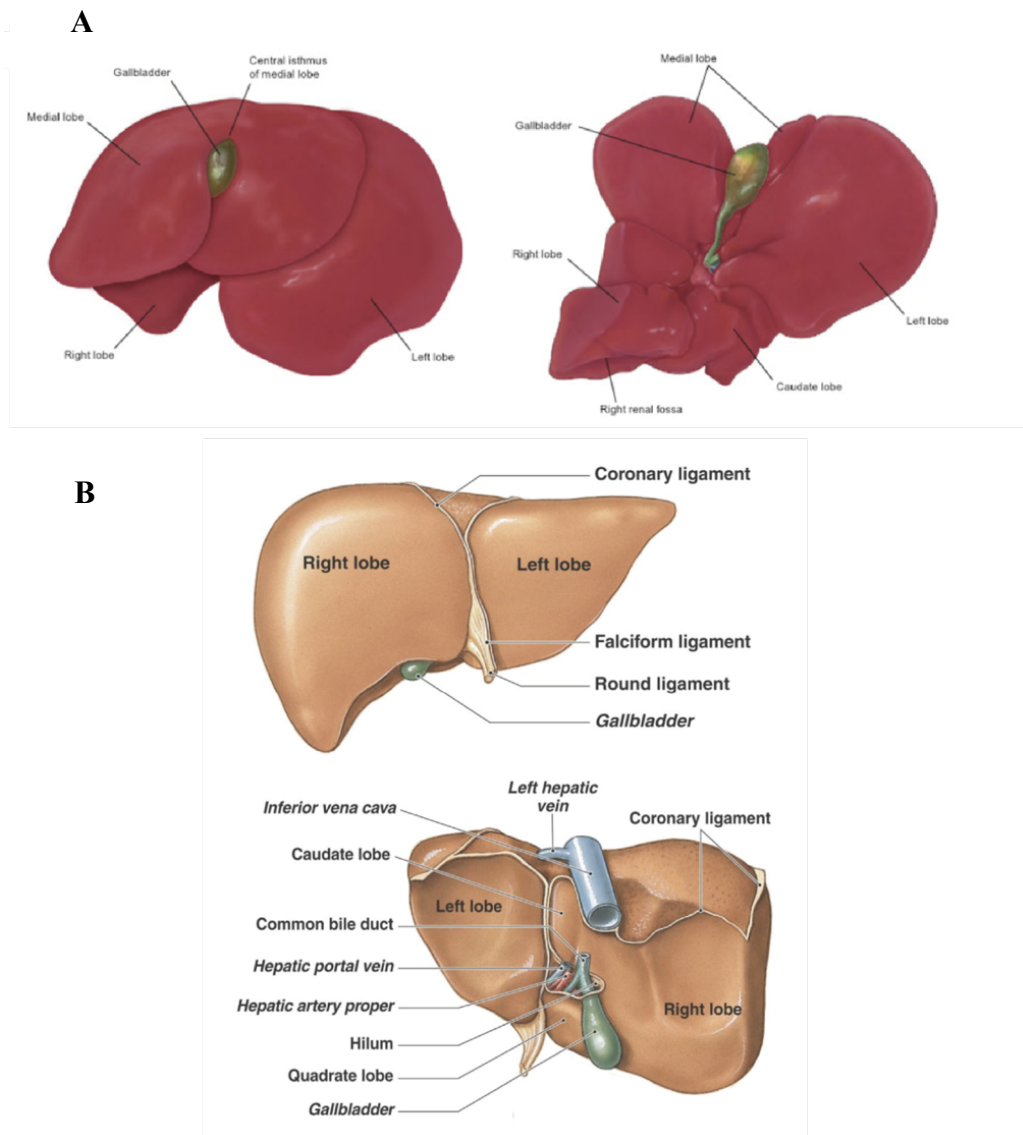 A
Gallbladder
Central isthmus
of medial lobe
Medial lobe
Right lobe
Left lobe
Medial lobe
Gallbladder
Right lobe
Left lobe
Caudate lobe
Right renal fossa
B
Coronary ligament
Right lobe
Left lobe
Falciform ligament
Round ligament
Gallbladder
Left hepatic
vein
Inferior vena cava
Coronary ligament
Caudate lobe
Left lobe
Common bile duct
Hepatic portal vein
Hepatic artery proper
Right lobe
Hilum
Quadrate lobe
Gallbladder